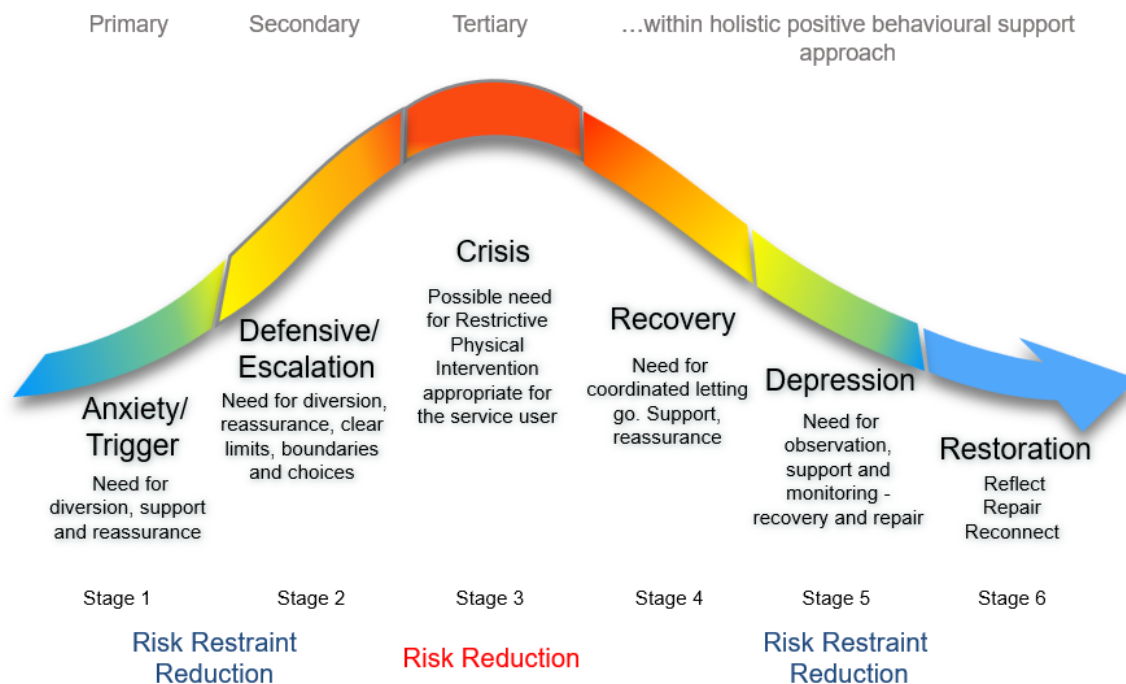 Primary
Secondary
Tertiary
…within holistic positive behavioural support
approach
Anxiety/
Trigger
Need for
diversion, support
and reassurance
Defensive/
Escalation
Need for diversion,
reassurance, clear
limits, boundaries
and choices
Crisis
Possible need
for Restrictive
Physical
Intervention
appropriate for
the service user
Recovery
Need for
coordinated letting
go. Support,
reassurance
Depression
Need for
observation,
support and
monitoring -
recovery and repair
Restoration
Reflect
Repair
Reconnect
Stage 1
Stage 2
Stage 3
Stage 4
Stage 5
Stage 6
Risk Restraint
Reduction
Risk Reduction
Risk Restraint
Reduction